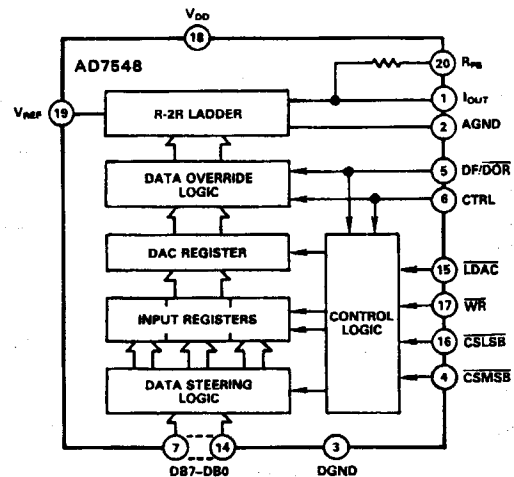 VDD
18
AD7548
20 RFB
VREF 19
R-2R LADDER
1 IOUT
2 AGND
DATA OVERRIDE
LOGIC
5 DF/DOR
6 CTRL
DAC REGISTER
15 LDAC
INPUT REGISTERS
CONTROL
LOGIC
17 WR
16 CSLSB
DATA STEERING
LOGIC
4 CSMSB
7 14 3
DB7-DB0 DGND